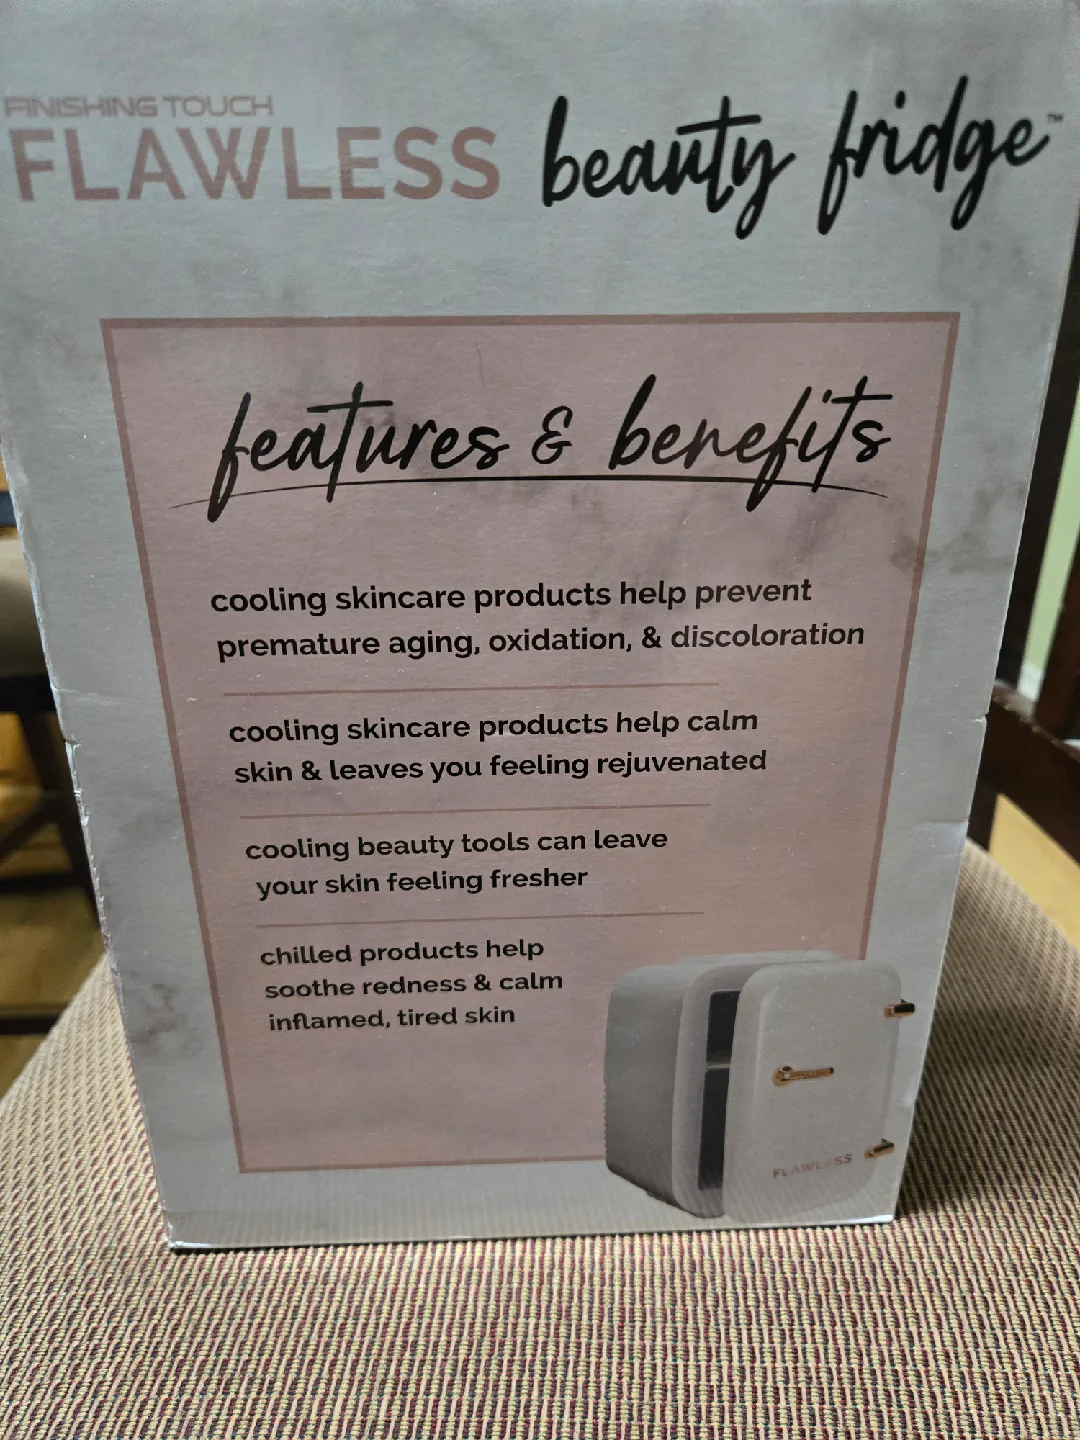 FINISHING TOUCH
FLAWLESS beauty fridge™
features & benefits
cooling skincare products help prevent
premature aging, oxidation, & discoloration
cooling skincare products help calm
skin & leaves you feeling rejuvenated
cooling beauty tools can leave
your skin feeling fresher
chilled products help
soothe redness & calm
inflamed, tired skin
FLAWLESS